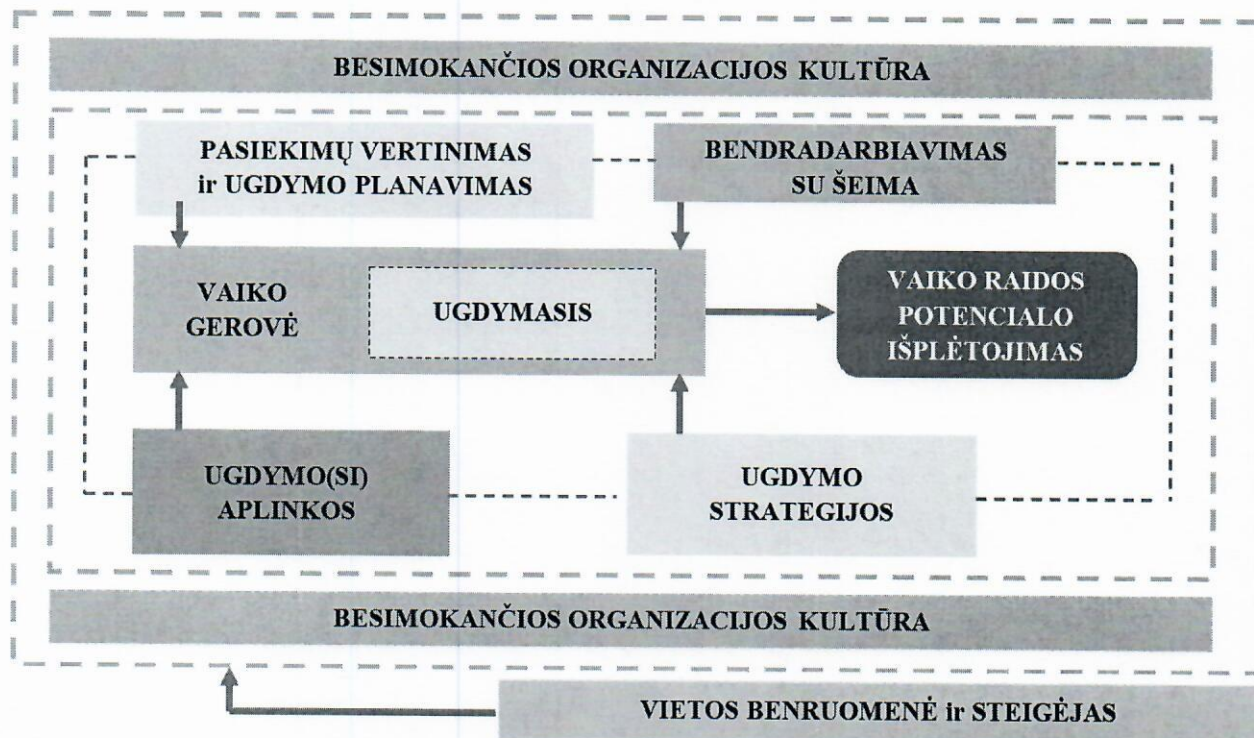 BESIMOKANČIOS ORGANIZACIJOS KULTŪRA
PASIEKIMŲ VERTINIMAS
ir UGDYMO PLANAVIMAS
BENDRADARBIAVIMAS
SU ŠEIMA
VAIKO
GEROVĖ
UGDYMASIS
VAIKO RAIDOS
POTENCIALO
IŠPLĖTOJIMAS
UGDYMO(SI)
APLINKOS
UGDYMO
STRATEGIJOS
BESIMOKANČIOS ORGANIZACIJOS KULTŪRA
VIETOS BENRUOMENĖ ir STEIGĖJAS